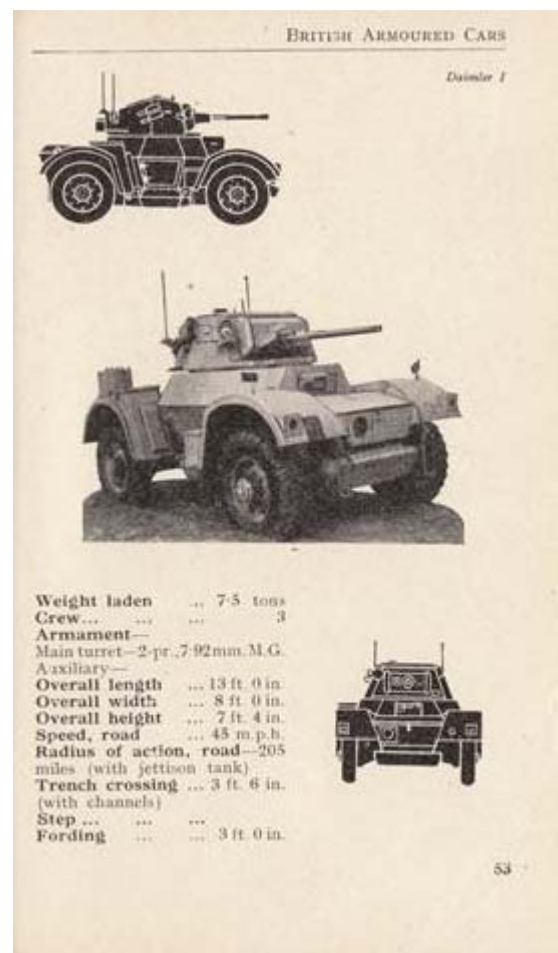 BRITISH ARMOURED CARS
Daimler I
Weight laden ... 7·5 tons
Crew... ... ... 3
Armament—
Main turret—2-pr.,7·92mm. M.G.
Auxiliary—
Overall length ... 13 ft. 0 in.
Overall width ... 8 ft. 0 in.
Overall height ... 7 ft. 4 in.
Speed, road ... 45 m.p.h.
Radius of action, road—205
miles (with jettison tank)
Trench crossing ... 3 ft. 6 in.
(with channels)
Step ... ... ...
Fording ... ... 3 ft. 0 in.
53